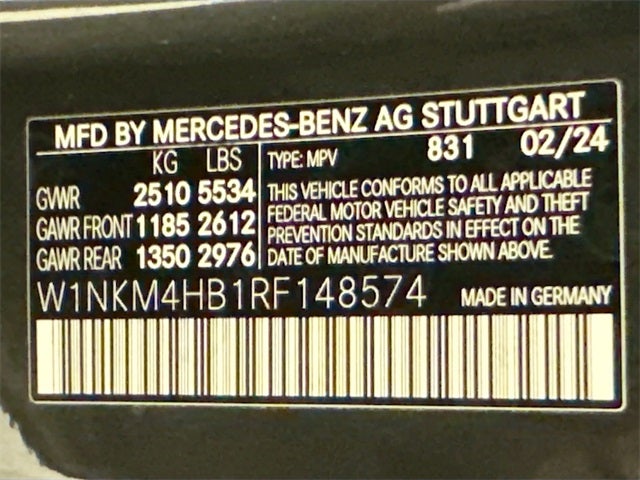 MFD BY MERCEDES-BENZ AG STUTTGART
KG LBS
GVWR 2510 5534
GAWR FRONT 1185 2612
GAWR REAR 1350 2976
TYPE: MPV 831 02/24
THIS VEHICLE CONFORMS TO ALL APPLICABLE
FEDERAL MOTOR VEHICLE SAFETY AND THEFT
PREVENTION STANDARDS IN EFFECT ON THE
DATE OF MANUFACTURE SHOWN ABOVE.
W1NKM4HB1RF148574 MADE IN GERMANY